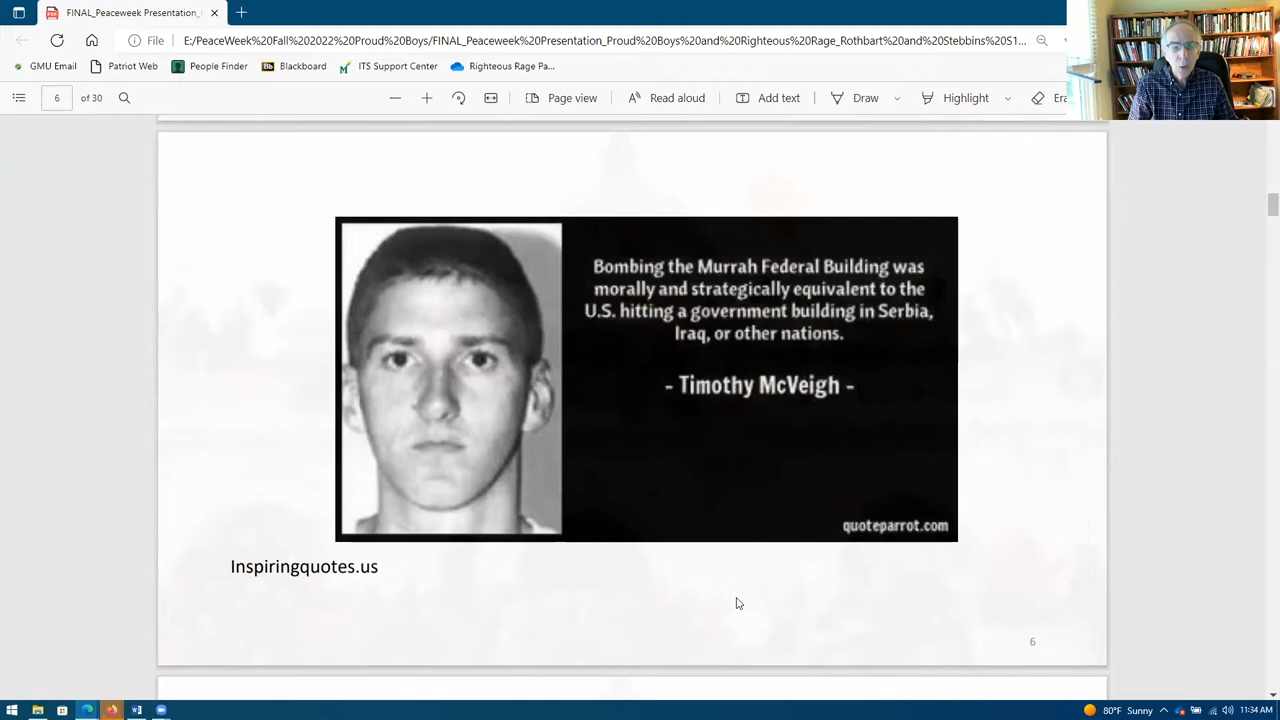 FINAL_Peaceweek Presentation_
File
E:/PeaceWeek%20Fall%202022%20Proud%20Boys/FINAL_Peceweek%20PResentation_Proud%20Boys%20and%20Righteous%20Rage_Rothbart%20and%20Stebbins%20S1...
GMU Email
Patriot Web
People Finder
Bb
Blackboard
ITS Support Center
Righteous Rage Pa...
6
of 30
Page view
Read aloud
Add text
Draw
Highlight
Era
Bombing the Murrah Federal Building was
morally and strategically equivalent to the
U.S. hitting a government building in Serbia,
Iraq, or other nations.
- Timothy McVeigh -
quoteparrot.com
Inspiringquotes.us
6
80°F Sunny
11:34 AM